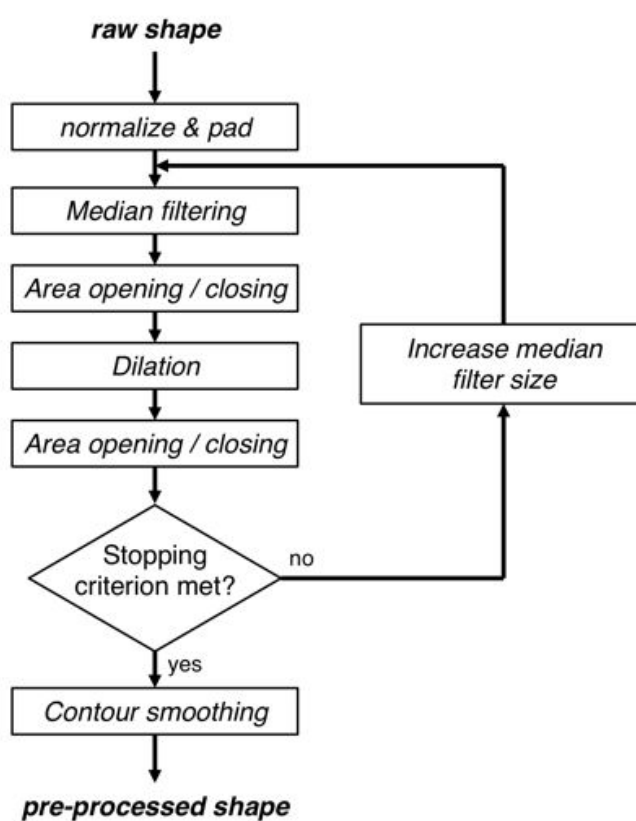 raw shape
normalize & pad
Median filtering
Area opening / closing
Dilation
Area opening / closing
Increase median
filter size
Stopping
criterion met?
no
yes
Contour smoothing
pre-processed shape